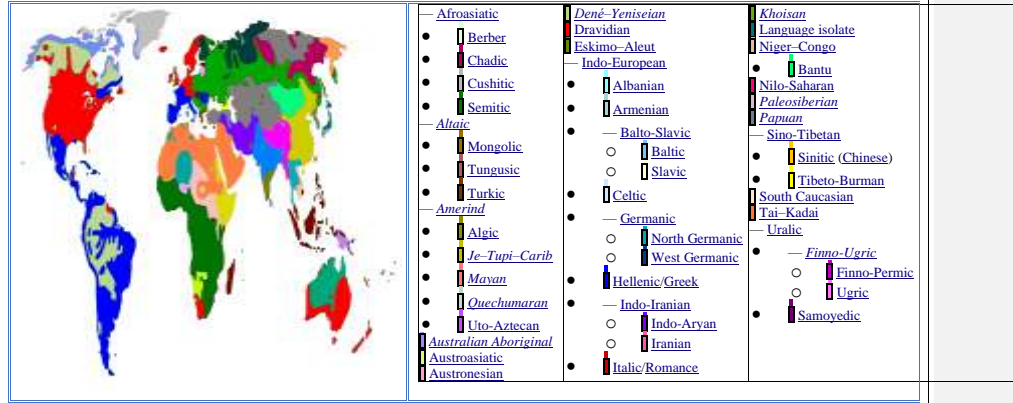 — Afroasiatic
Berber
Chadic
Cushitic
Semitic
— Altaic
Mongolic
Tungusic
Turkic
— Amerind
Algic
Je–Tupi–Carib
Mayan
Quechumaran
Uto-Aztecan
Australian Aboriginal
Austroasiatic
Austronesian
Dené–Yeniseian
Dravidian
Eskimo–Aleut
— Indo-European
Albanian
Armenian
— Balto-Slavic
Baltic
Slavic
Celtic
— Germanic
North Germanic
West Germanic
Hellenic/Greek
— Indo-Iranian
Indo-Aryan
Iranian
Italic/Romance
Khoisan
Language isolate
Niger–Congo
Bantu
Nilo-Saharan
Paleosiberian
Papuan
— Sino-Tibetan
Sinitic (Chinese)
Tibeto-Burman
South Caucasian
Tai–Kadai
— Uralic
— Finno-Ugric
Finno-Permic
Ugric
Samoyedic